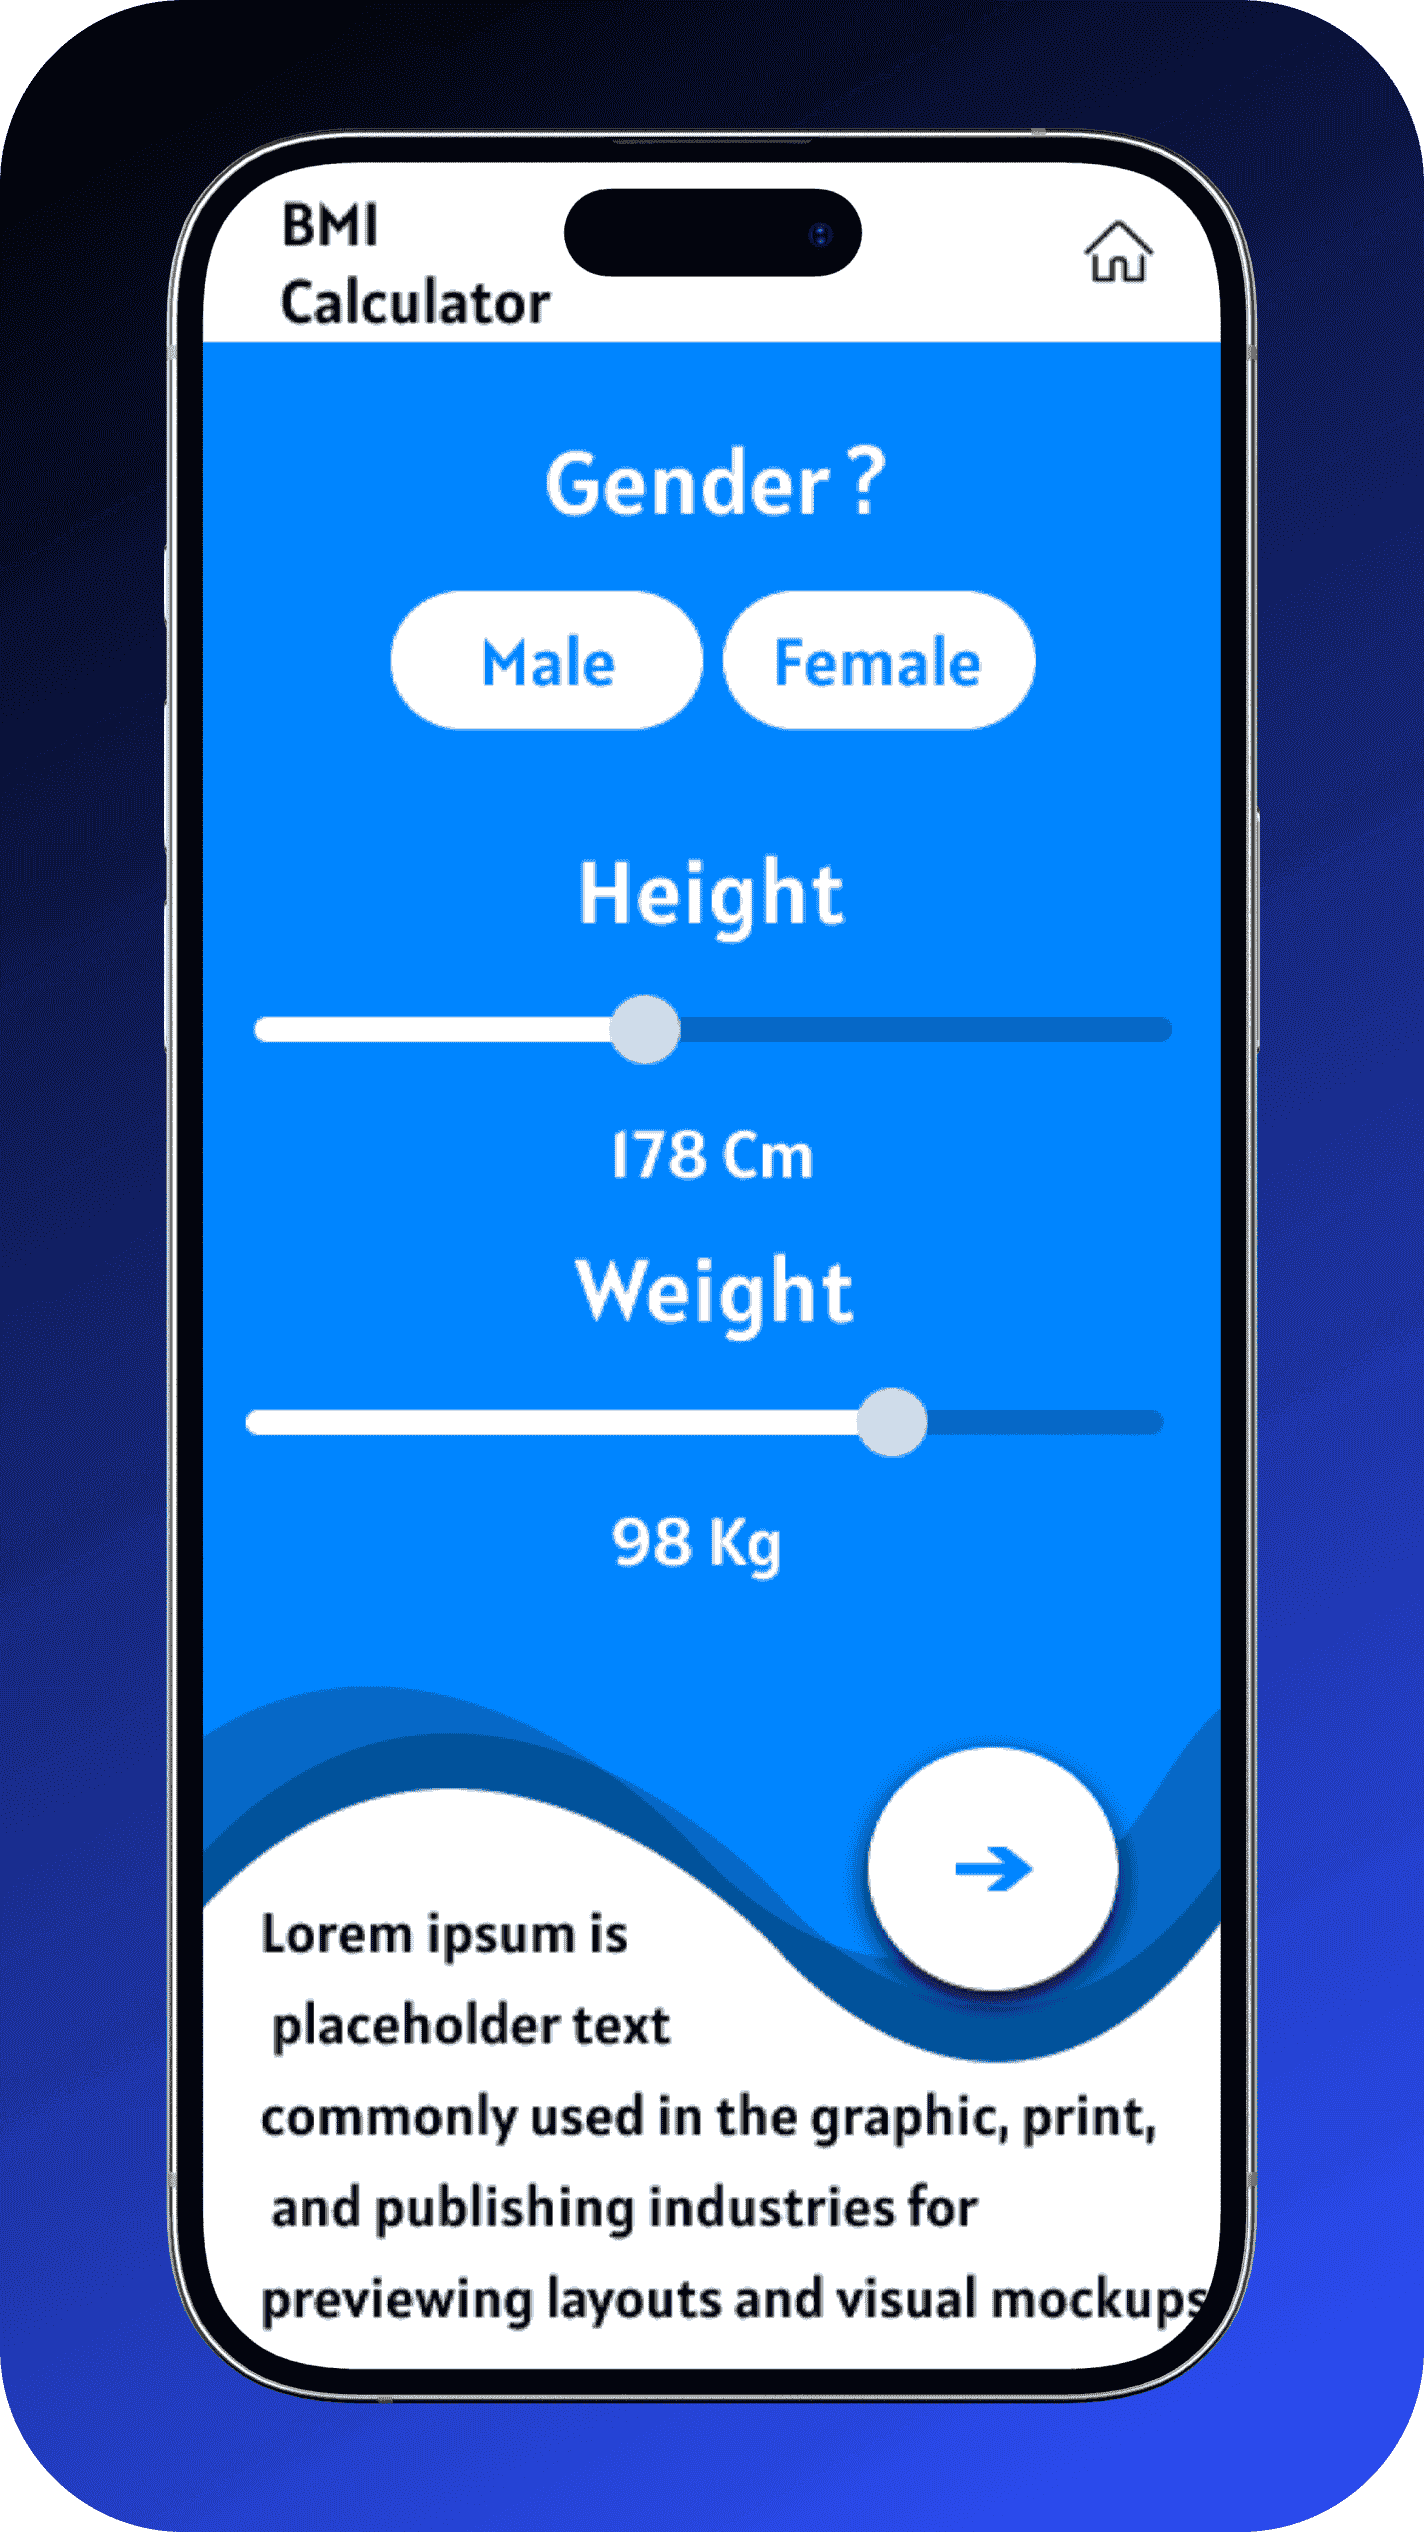 BMI
Calculator
Gender ?
Male Female
Height
178 Cm
Weight
98 Kg
Lorem ipsum is
placeholder text
commonly used in the graphic, print,
and publishing industries for
previewing layouts and visual mockups